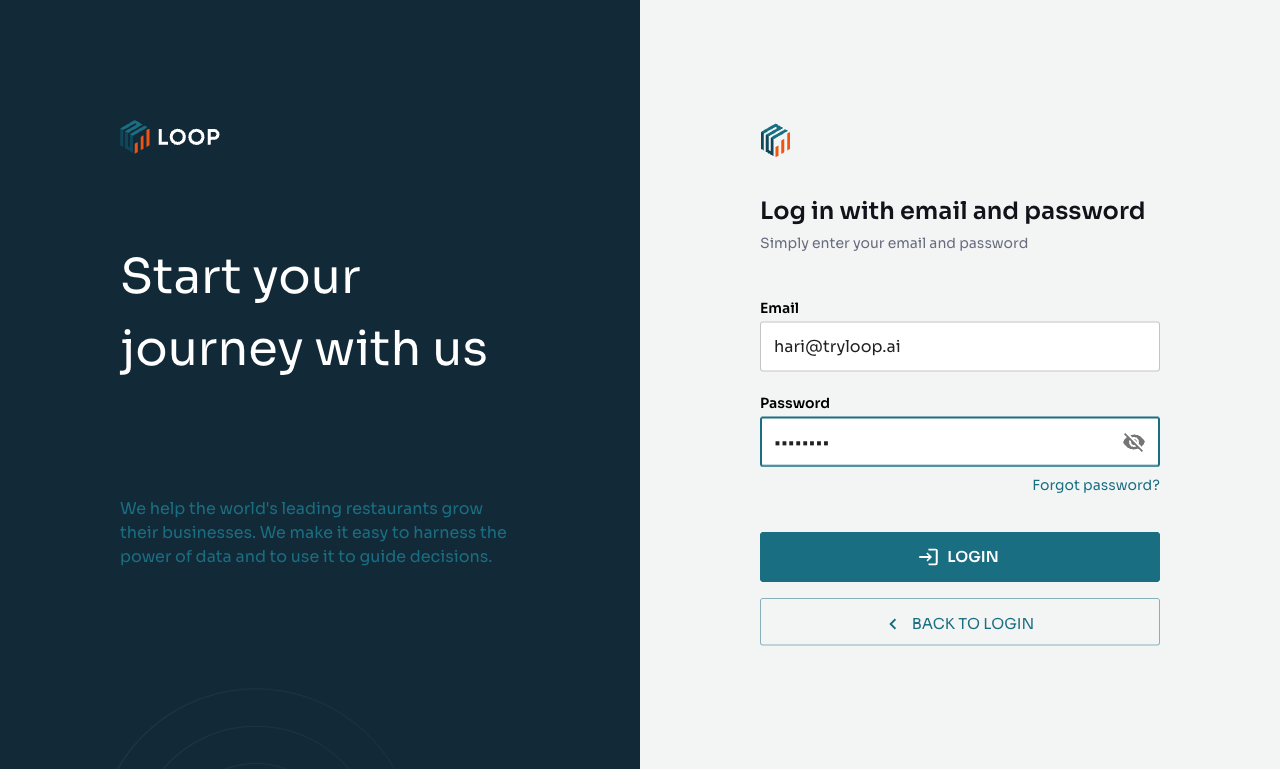 LOOP
Start your
journey with us
We help the world's leading restaurants grow
their businesses. We make it easy to harness the
power of data and to use it to guide decisions.
Log in with email and password
Simply enter your email and password
Email
hari@tryloop.ai
Password
••••••••
Forgot password?
LOGIN
BACK TO LOGIN